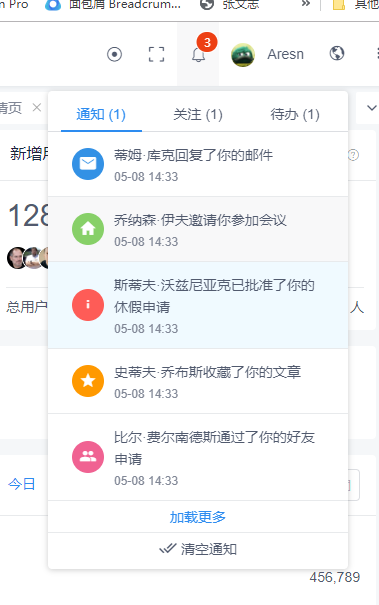 n Pro
面包屑 Breadcrum...
张文志
»
其他
3
Aresn
情页
通知 (1)
关注 (1)
待办 (1)
新增用
蒂姆·库克回复了你的邮件
05-08 14:33
128
乔纳森·伊夫邀请你参加会议
05-08 14:33
斯蒂夫·沃兹尼亚克已批准了你的
休假申请
05-08 14:33
总用户
人
史蒂夫·乔布斯收藏了你的文章
05-08 14:33
比尔·费尔南德斯通过了你的好友
申请
05-08 14:33
今日
加载更多
清空通知
456,789